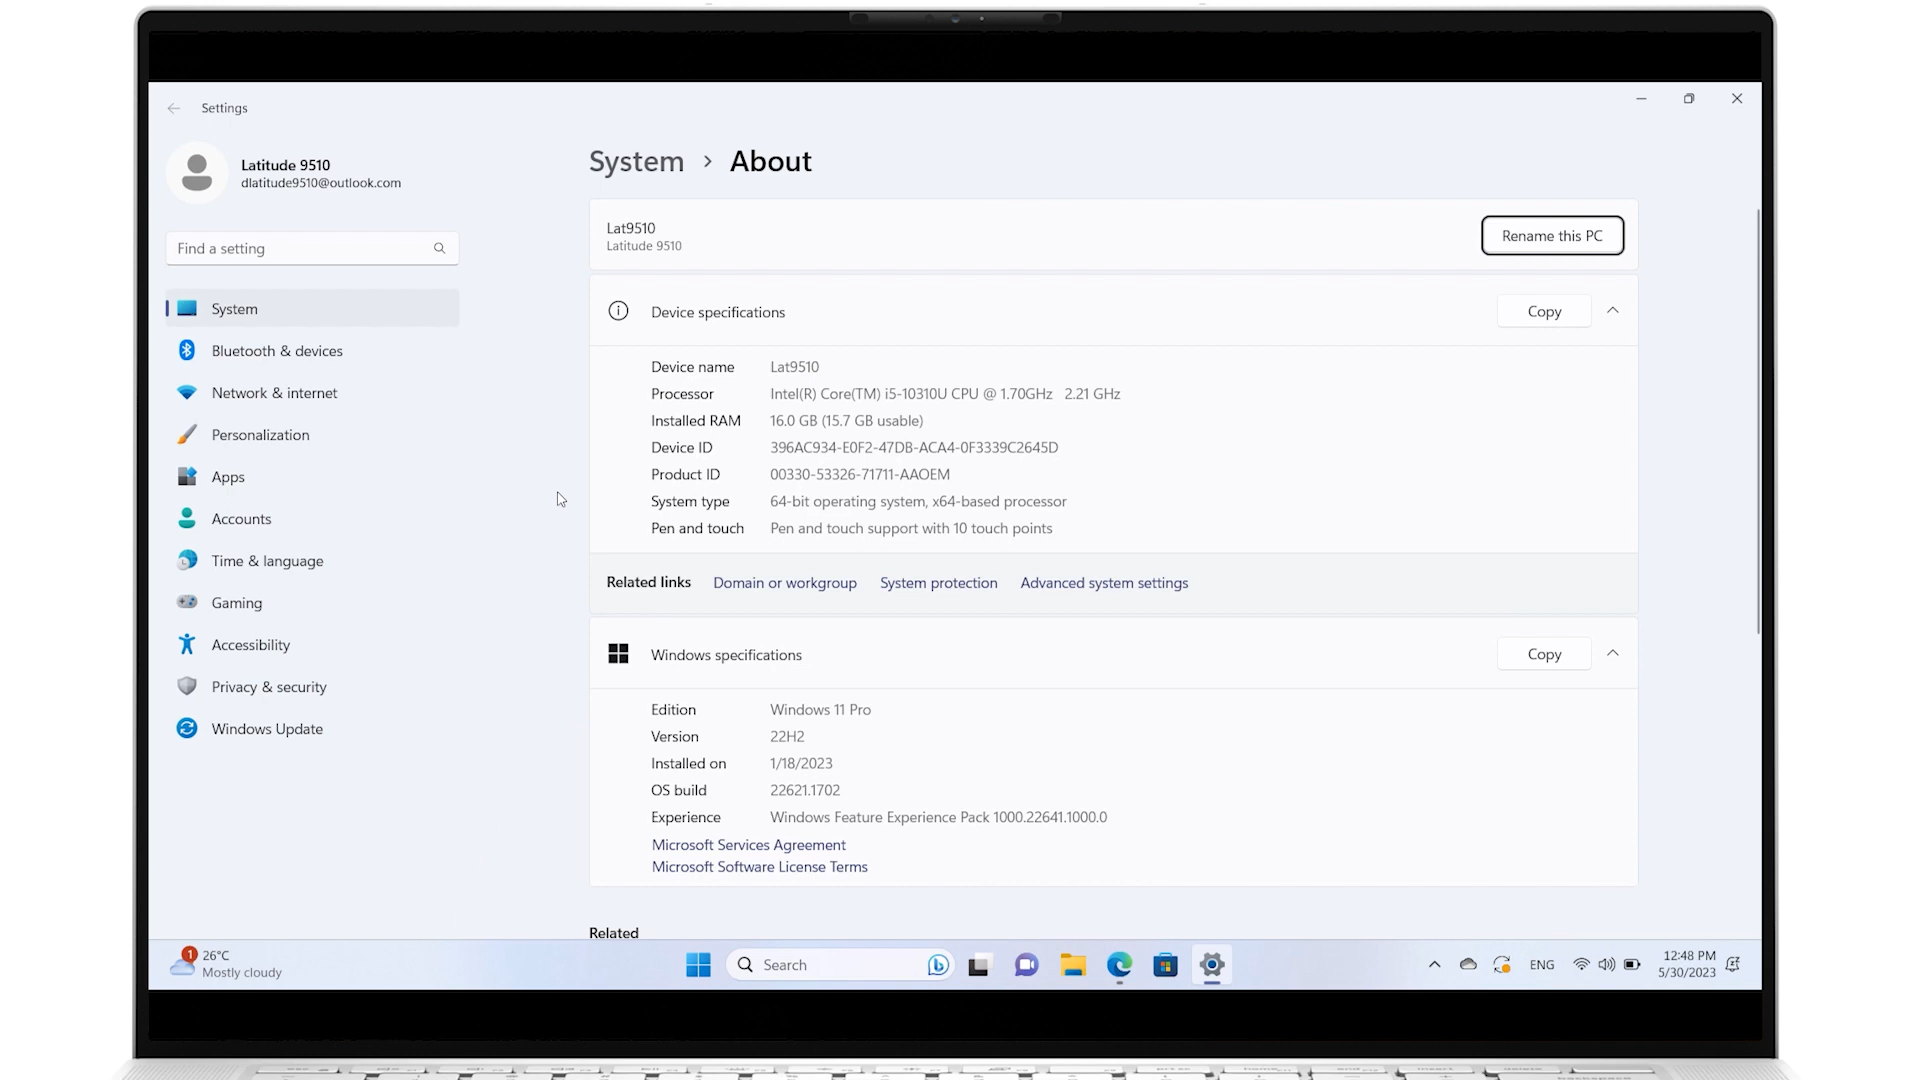 Settings
Latitude 9510
dlatitude9510@outlook.com
Find a setting
System
Bluetooth & devices
Network & internet
Personalization
Apps
Accounts
Time & language
Gaming
Accessibility
Privacy & security
Windows Update
System > About
Lat9510
Latitude 9510
Rename this PC
Device specifications Copy
Device name Lat9510
Processor Intel(R) Core(TM) i5-10310U CPU @ 1.70GHz 2.21 GHz
Installed RAM 16.0 GB (15.7 GB usable)
Device ID 396AC934-E0F2-47DB-ACA4-0F3339C2645D
Product ID 00330-53326-71711-AAOEM
System type 64-bit operating system, x64-based processor
Pen and touch Pen and touch support with 10 touch points
Related links Domain or workgroup System protection Advanced system settings
Windows specifications Copy
Edition Windows 11 Pro
Version 22H2
Installed on 1/18/2023
OS build 22621.1702
Experience Windows Feature Experience Pack 1000.22641.1000.0
Microsoft Services Agreement
Microsoft Software License Terms
Related
1 26°C
Mostly cloudy
Search
ENG
12:48 PM
5/30/2023